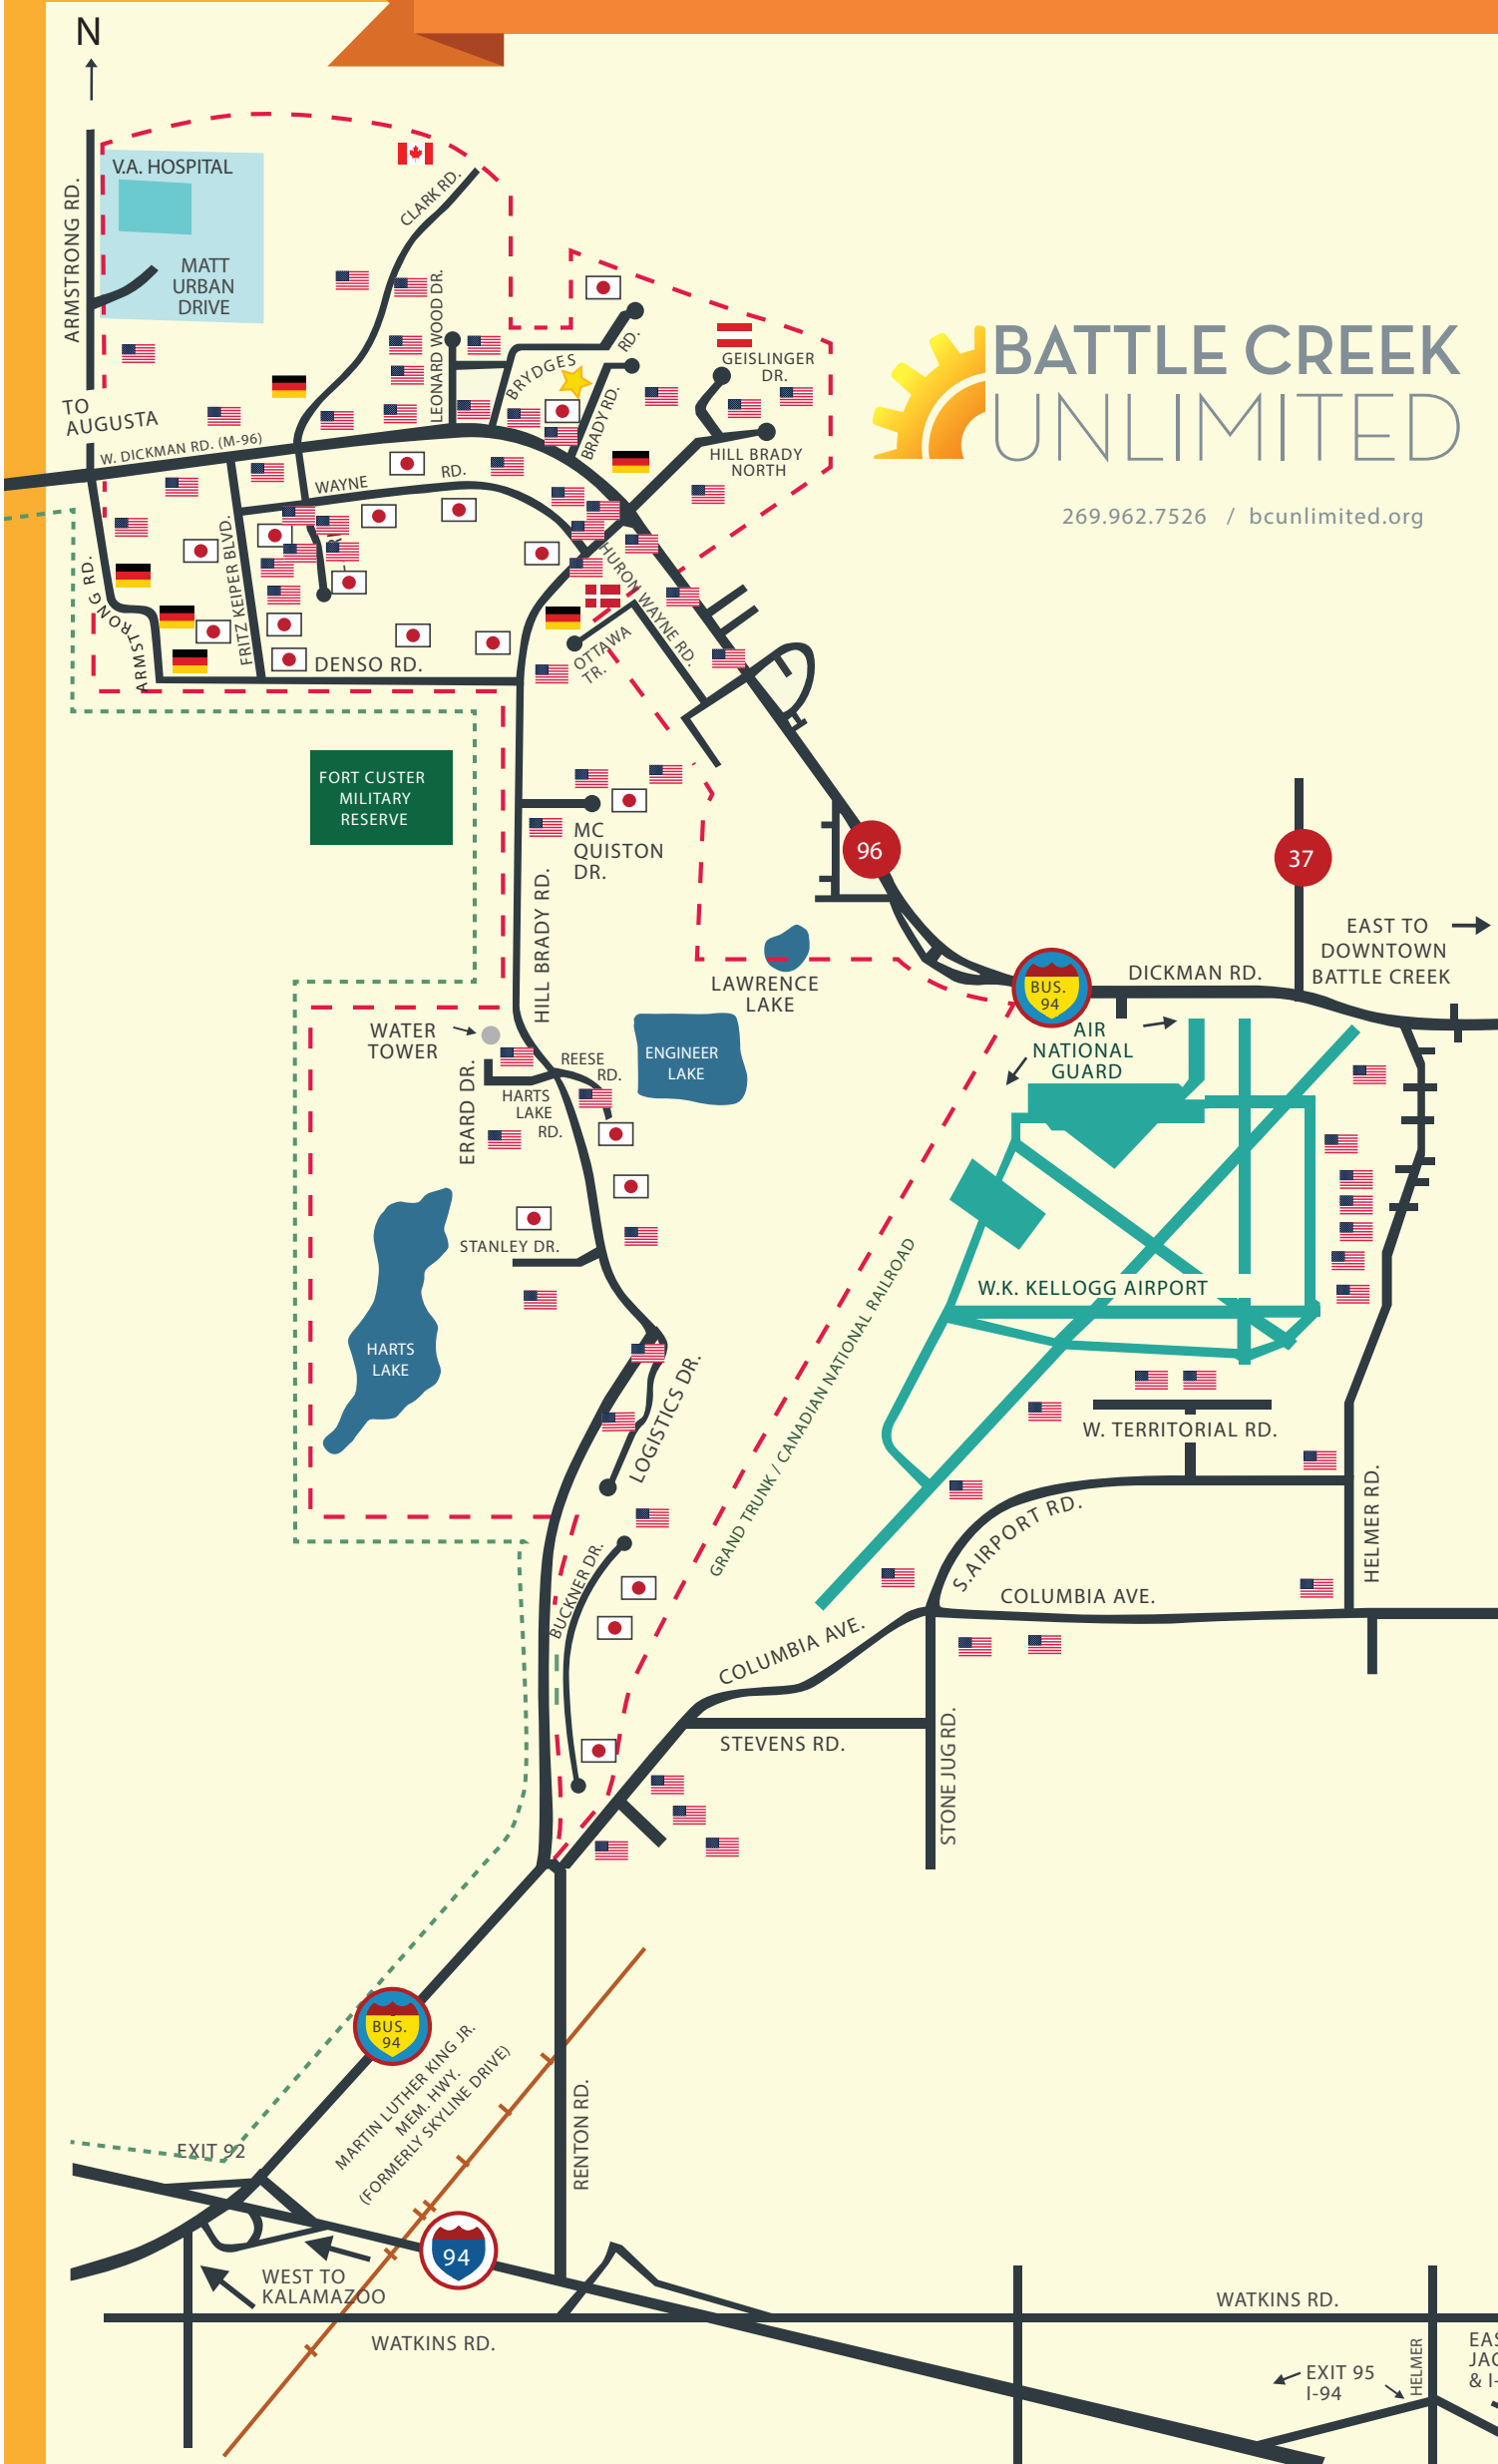 N
V.A. HOSPITAL
MATT
URBAN
DRIVE
ARMSTRONG RD.
CLARK RD.
LEONARD WOOD DR.
BRYDGES
RD.
BRADY RD.
GEISLINGER
DR.
HILL BRADY
NORTH
BATTLE CREEK
UNLIMITED
269.962.7526 / bcunlimited.org
TO
AUGUSTA
W. DICKMAN RD. (M-96)
WAYNE RD.
ARMSTRONG RD.
FRITZ KEIPER BLVD.
DENSO RD.
HURON
WAYNE RD.
OTTAWA
TR.
FORT CUSTER
MILITARY
RESERVE
MC
QUISTON
DR.
HILL BRADY RD.
96
37
EAST TO
DOWNTOWN
BATTLE CREEK
LAWRENCE
LAKE
BUS.
94
DICKMAN RD.
AIR
NATIONAL
GUARD
WATER
TOWER
ENGINEER
LAKE
REESE
RD.
HARTS
LAKE
RD.
ERARD DR.
STANLEY DR.
HARTS
LAKE
W.K. KELLOGG AIRPORT
GRAND TRUNK / CANADIAN NATIONAL RAILROAD
LOGISTICS DR.
W. TERRITORIAL RD.
S.AIRPORT RD.
HELMER RD.
BUCKNER DR.
COLUMBIA AVE.
COLUMBIA AVE.
STEVENS RD.
STONE JUG RD.
BUS.
94
MARTIN LUTHER KING JR.
MEM. HWY.
(FORMERLY SKYLINE DRIVE)
RENTON RD.
EXIT 92
94
WEST TO
KALAMAZOO
WATKINS RD.
WATKINS RD.
HELMER
EXIT 95
I-94